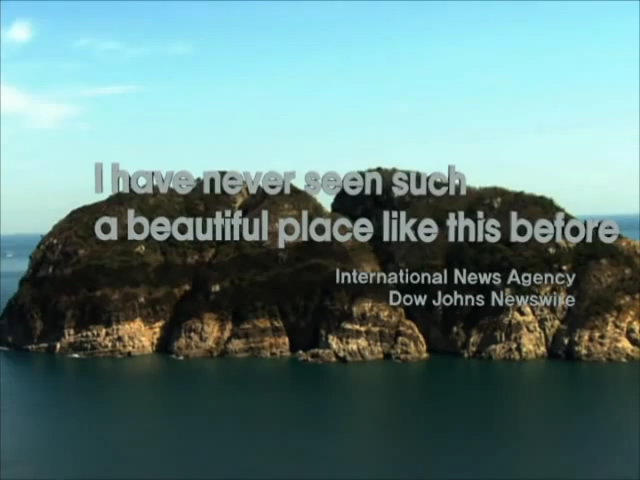 I have never seen such
a beautiful place like this before
International News Agency
Dow Johns Newswire